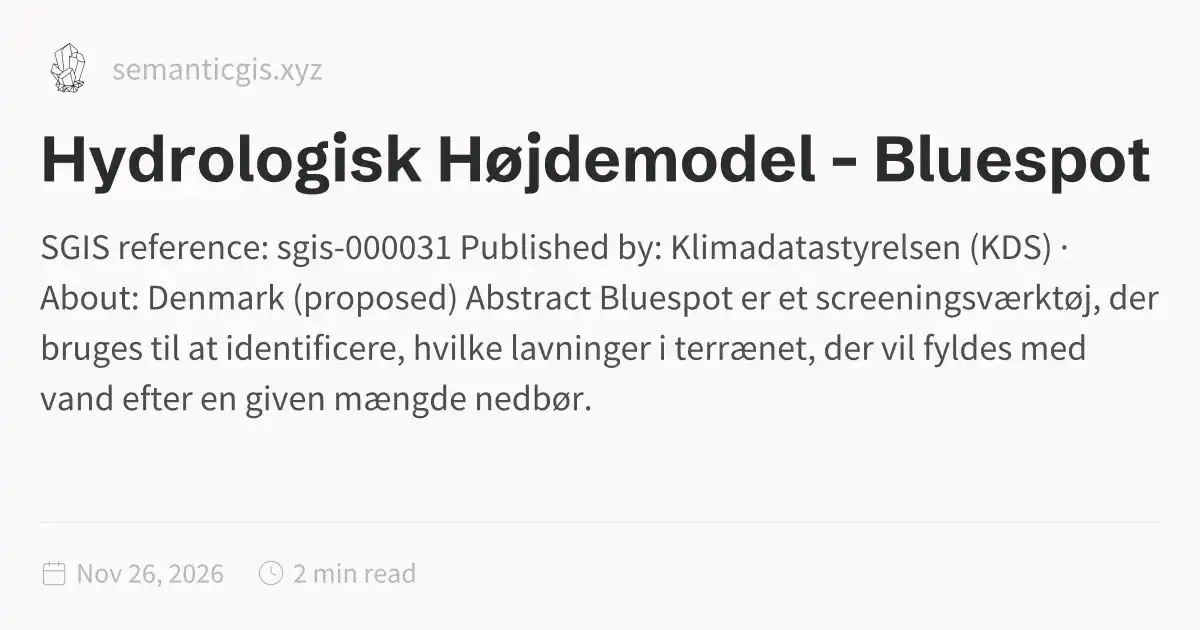 semanticgis.xyz
Hydrologisk Højdemodel - Bluespot
SGIS reference: sgis-000031 Published by: Klimadatastyrelsen (KDS) ·
About: Denmark (proposed) Abstract Bluespot er et screeningsværktøj, der
bruges til at identificere, hvilke lavninger i terrænet, der vil fyldes med
vand efter en given mængde nedbør.
Nov 26, 2026 2 min read